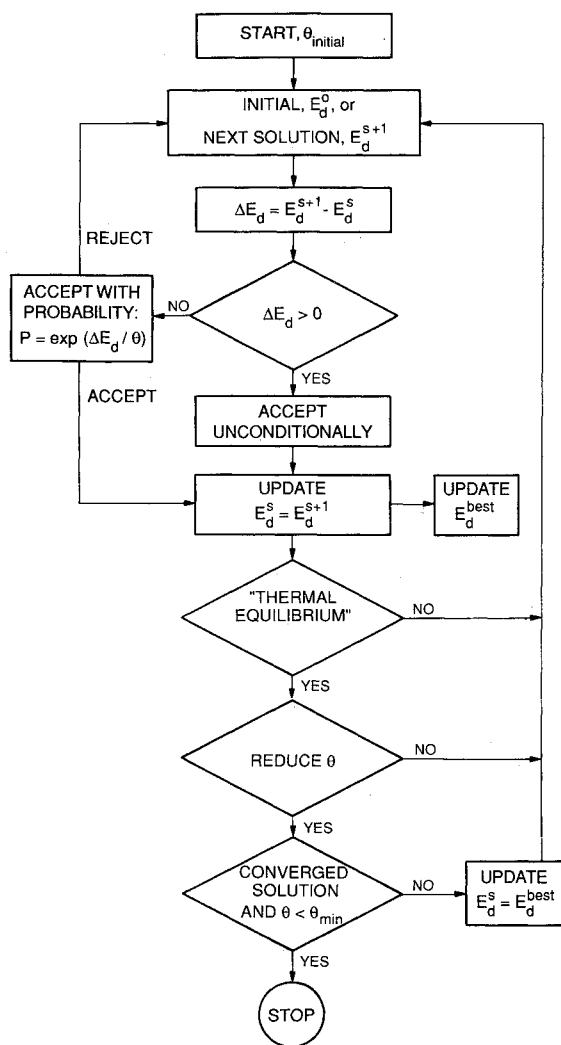 START, θinitial
INITIAL, E_d^o, or
NEXT SOLUTION, E_d^{s+1}
ΔE_d = E_d^{s+1} - E_d^s
REJECT
ACCEPT WITH
PROBABILITY:
P = exp (ΔE_d / θ)
NO
ΔE_d > 0
YES
ACCEPT
ACCEPT
UNCONDITIONALLY
UPDATE
E_d^s = E_d^{s+1}
UPDATE
E_d^{best}
"THERMAL
EQUILIBRIUM"
NO
YES
REDUCE θ
NO
YES
CONVERGED
SOLUTION
AND θ < θ_min
NO
UPDATE
E_d^s = E_d^{best}
YES
STOP